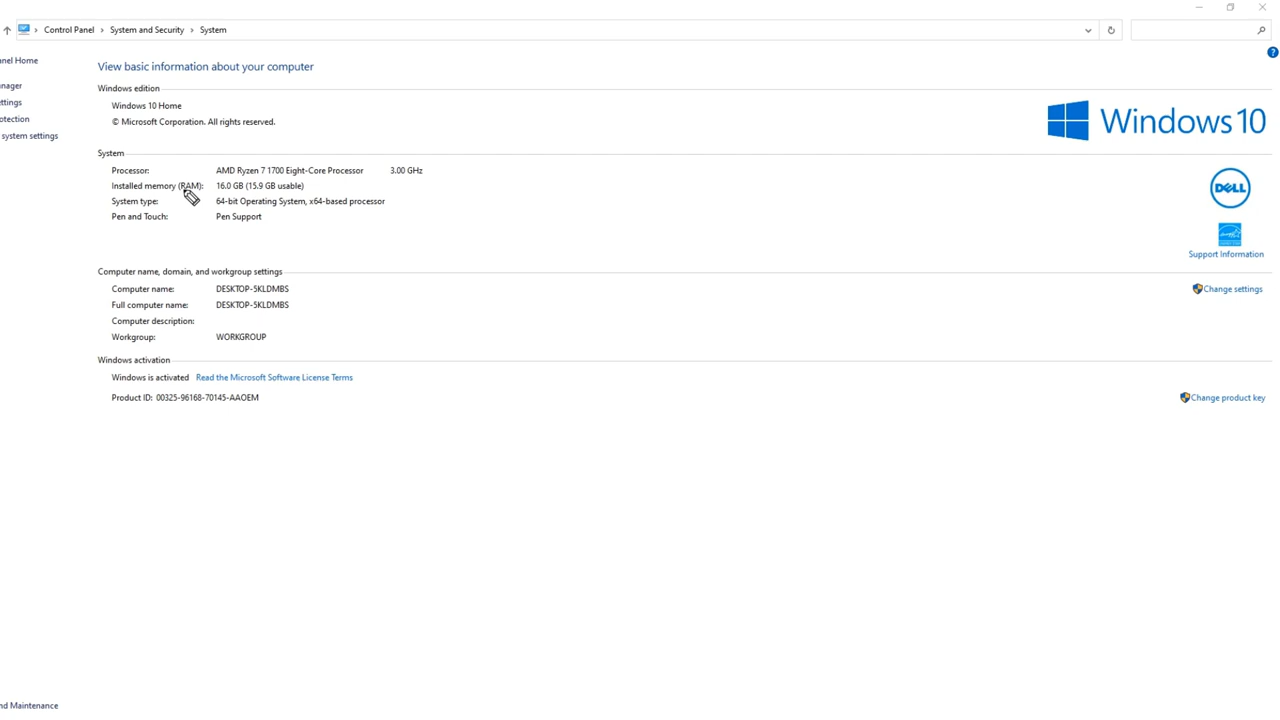 Control Panel > System and Security > System
anel Home
View basic information about your computer
anager
Windows edition
ettings
Windows 10 Home
otection
© Microsoft Corporation. All rights reserved.
Windows 10
system settings
System
Processor: AMD Ryzen 7 1700 Eight-Core Processor 3.00 GHz
Installed memory (RAM): 16.0 GB (15.9 GB usable)
DELL
System type: 64-bit Operating System, x64-based processor
Pen and Touch: Pen Support
Support Information
Computer name, domain, and workgroup settings
Computer name: DESKTOP-5KLDMBS
Change settings
Full computer name: DESKTOP-5KLDMBS
Computer description:
Workgroup: WORKGROUP
Windows activation
Windows is activated Read the Microsoft Software License Terms
Product ID: 00325-96168-70145-AAOEM
Change product key
nd Maintenance